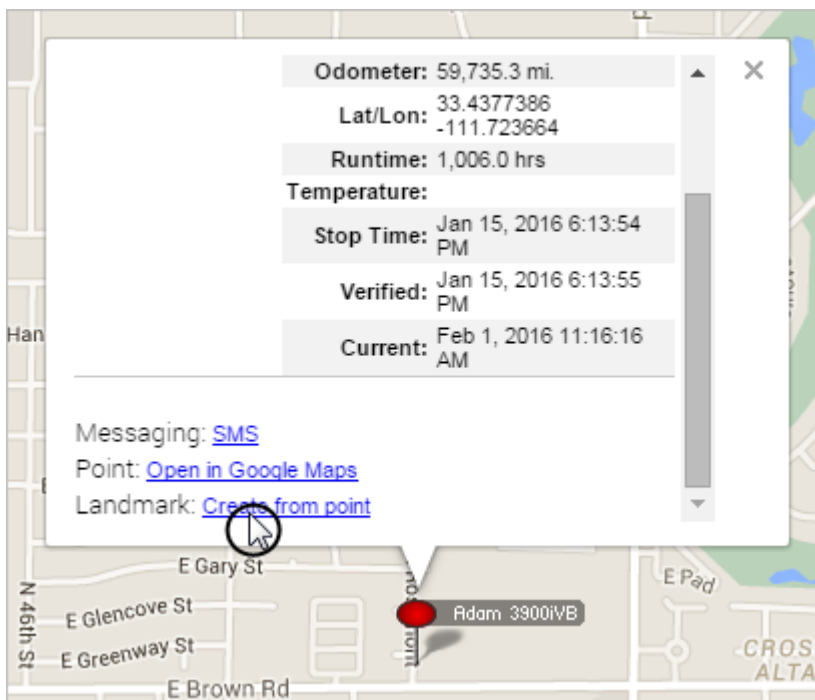 Odometer: 59,735.3 mi.
Lat/Lon: 33.4377386
-111.723664
Runtime: 1,006.0 hrs
Temperature:
Stop Time: Jan 15, 2016 6:13:54
PM
Verified: Jan 15, 2016 6:13:55
PM
Current: Feb 1, 2016 11:16:16
AM
Han
Messaging: SMS
Point: Open in Google Maps
Landmark: Create from point
E Gary St
E Pad
N 46th St
E Glencove St
Adam 3900iVB
E Greenway St
CROS
ALTA
E Brown Rd